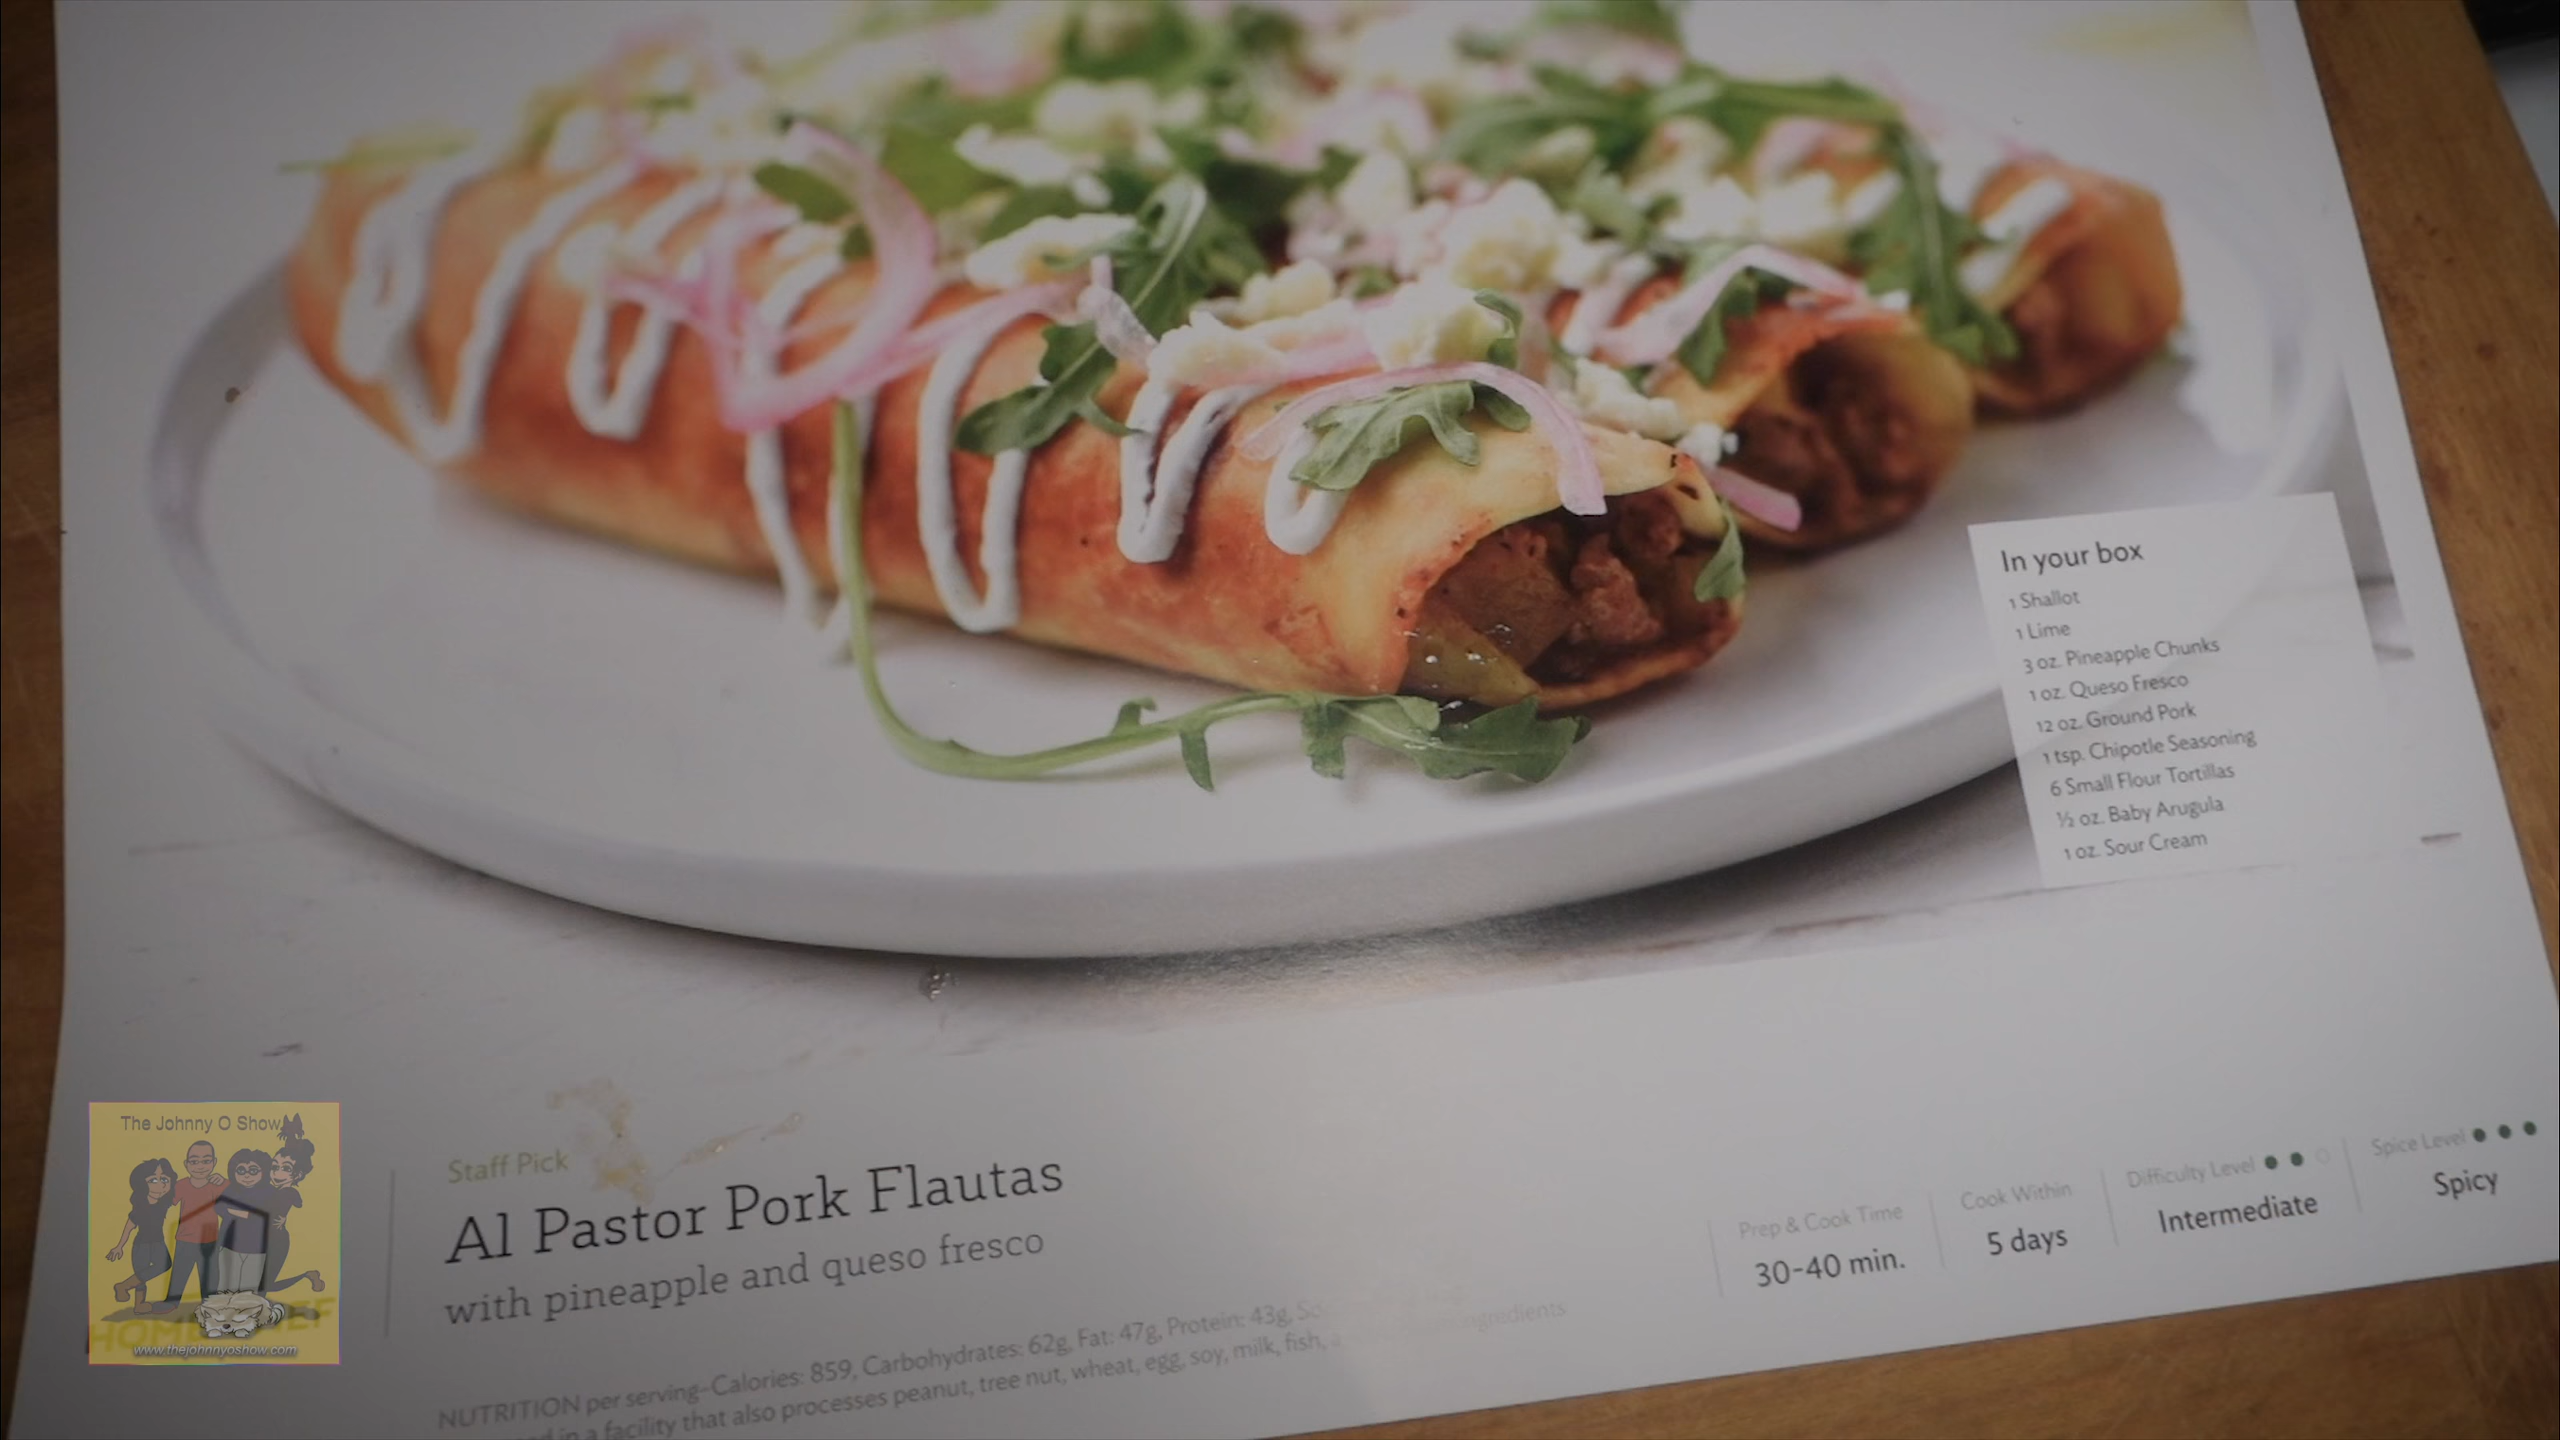 In your box
1 Shallot
1 Lime
3 oz. Pineapple Chunks
1 oz. Queso Fresco
12 oz. Ground Pork
1 tsp. Chipotle Seasoning
6 Small Flour Tortillas
½ oz. Baby Arugula
1 oz. Sour Cream
Staff Pick
Al Pastor Pork Flautas
with pineapple and queso fresco
Prep & Cook Time
30-40 min.
Cook Within
5 days
Difficulty Level
Intermediate
Spice Level
Spicy
NUTRITION per serving–Calories: 859, Carbohydrates: 62g, Fat: 47g, Protein: 43g,
in a facility that also processes peanut, tree nut, wheat, egg, soy, milk, fish, ingredients
The Johnny O Show
HOME CHEF
www.thejohnnyoshow.com